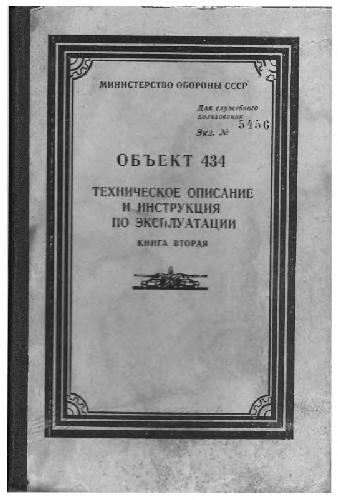 МИНИСТЕРСТВО ОБОРОНЫ СССР
Для служебного
пользования
Экз. № 5456
ОБЪЕКТ 434
ТЕХНИЧЕСКОЕ ОПИСАНИЕ
И ИНСТРУКЦИЯ
ПО ЭКСПЛУАТАЦИИ
КНИГА ВТОРАЯ